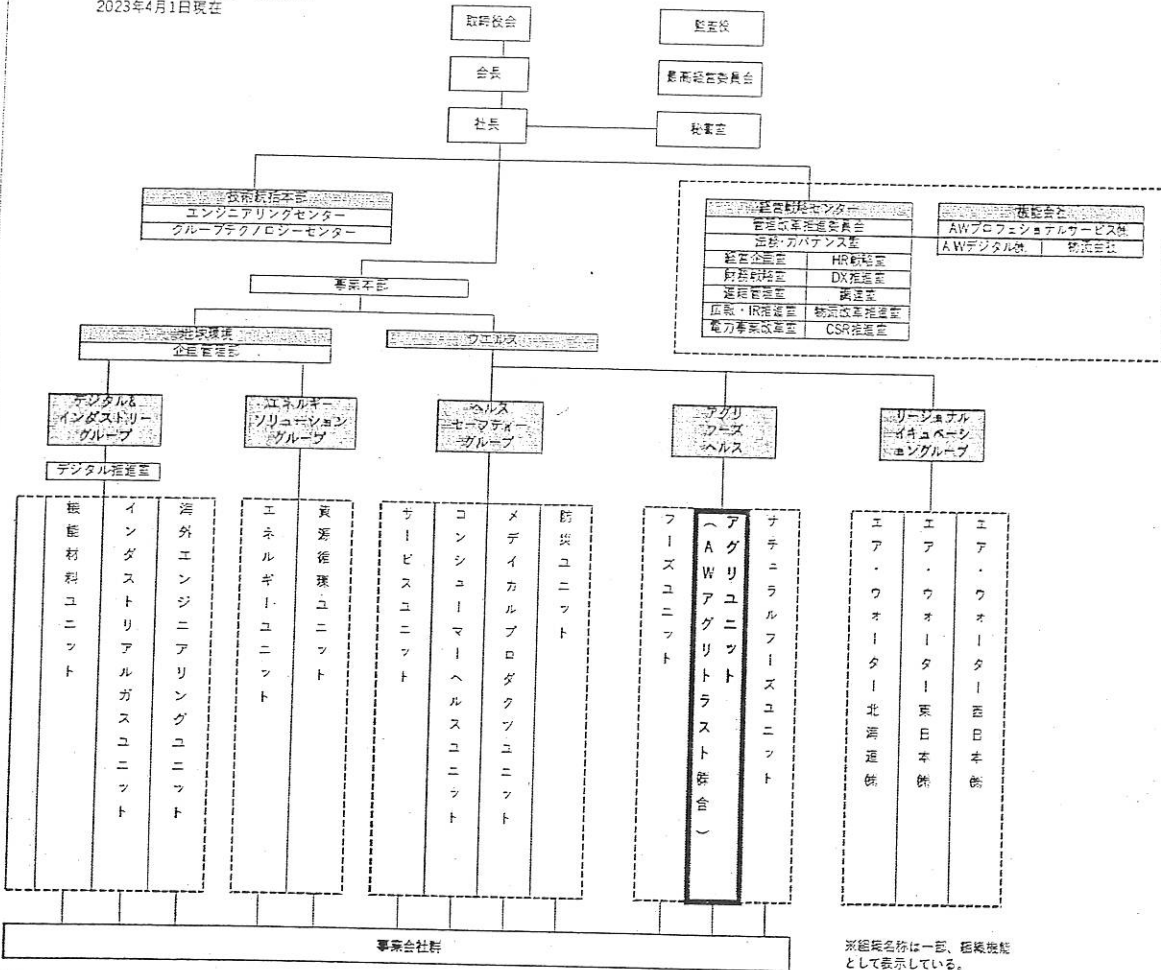 2023年4月1日現在
取締役会
監査役
会長
最高経営委員会
社長
秘書室
技術統括本部
エンジニアリングセンター
グループテクノロジーセンター
経営戦略センター
管理改革推進委員会
法務・ガバナンス室
経営企画室
HR戦略室
財務戦略室
DX推進室
連結管理室
調達室
広報・IR推進室
物流改革推進室
電力事業改革室
CSR推進室
機能会社
AWプロフェショナルサービス㈱
AWデジタル㈱
物流会社
事業本部
地球環境
企画管理部
ウエルネス
デジタル&
インダストリー
グループ
エネルギー
ソリューション
グループ
ヘルス
セーフティー
グループ
アグリ
フーズ
ヘルス
リージョナル
イキュベーシ
ョングループ
デジタル推進室
機能材料ユニット
インダストリアルガスユニット
海外エンジニアリングユニット
エネルギーユニット
資源循環ユニット
サービスユニット
コンシューマーヘルスユニット
メデイカルプロダクツユニット
防災ユニット
フーズユニット
アグリユニット
（AWアグリトラスト㈱含）
ナチュラルフーズユニット
エア・ウォーター北海道㈱
エア・ウォーター東日本㈱
エア・ウォーター西日本㈱
事業会社群
※組織名称は一部、組織機能
として表示している。